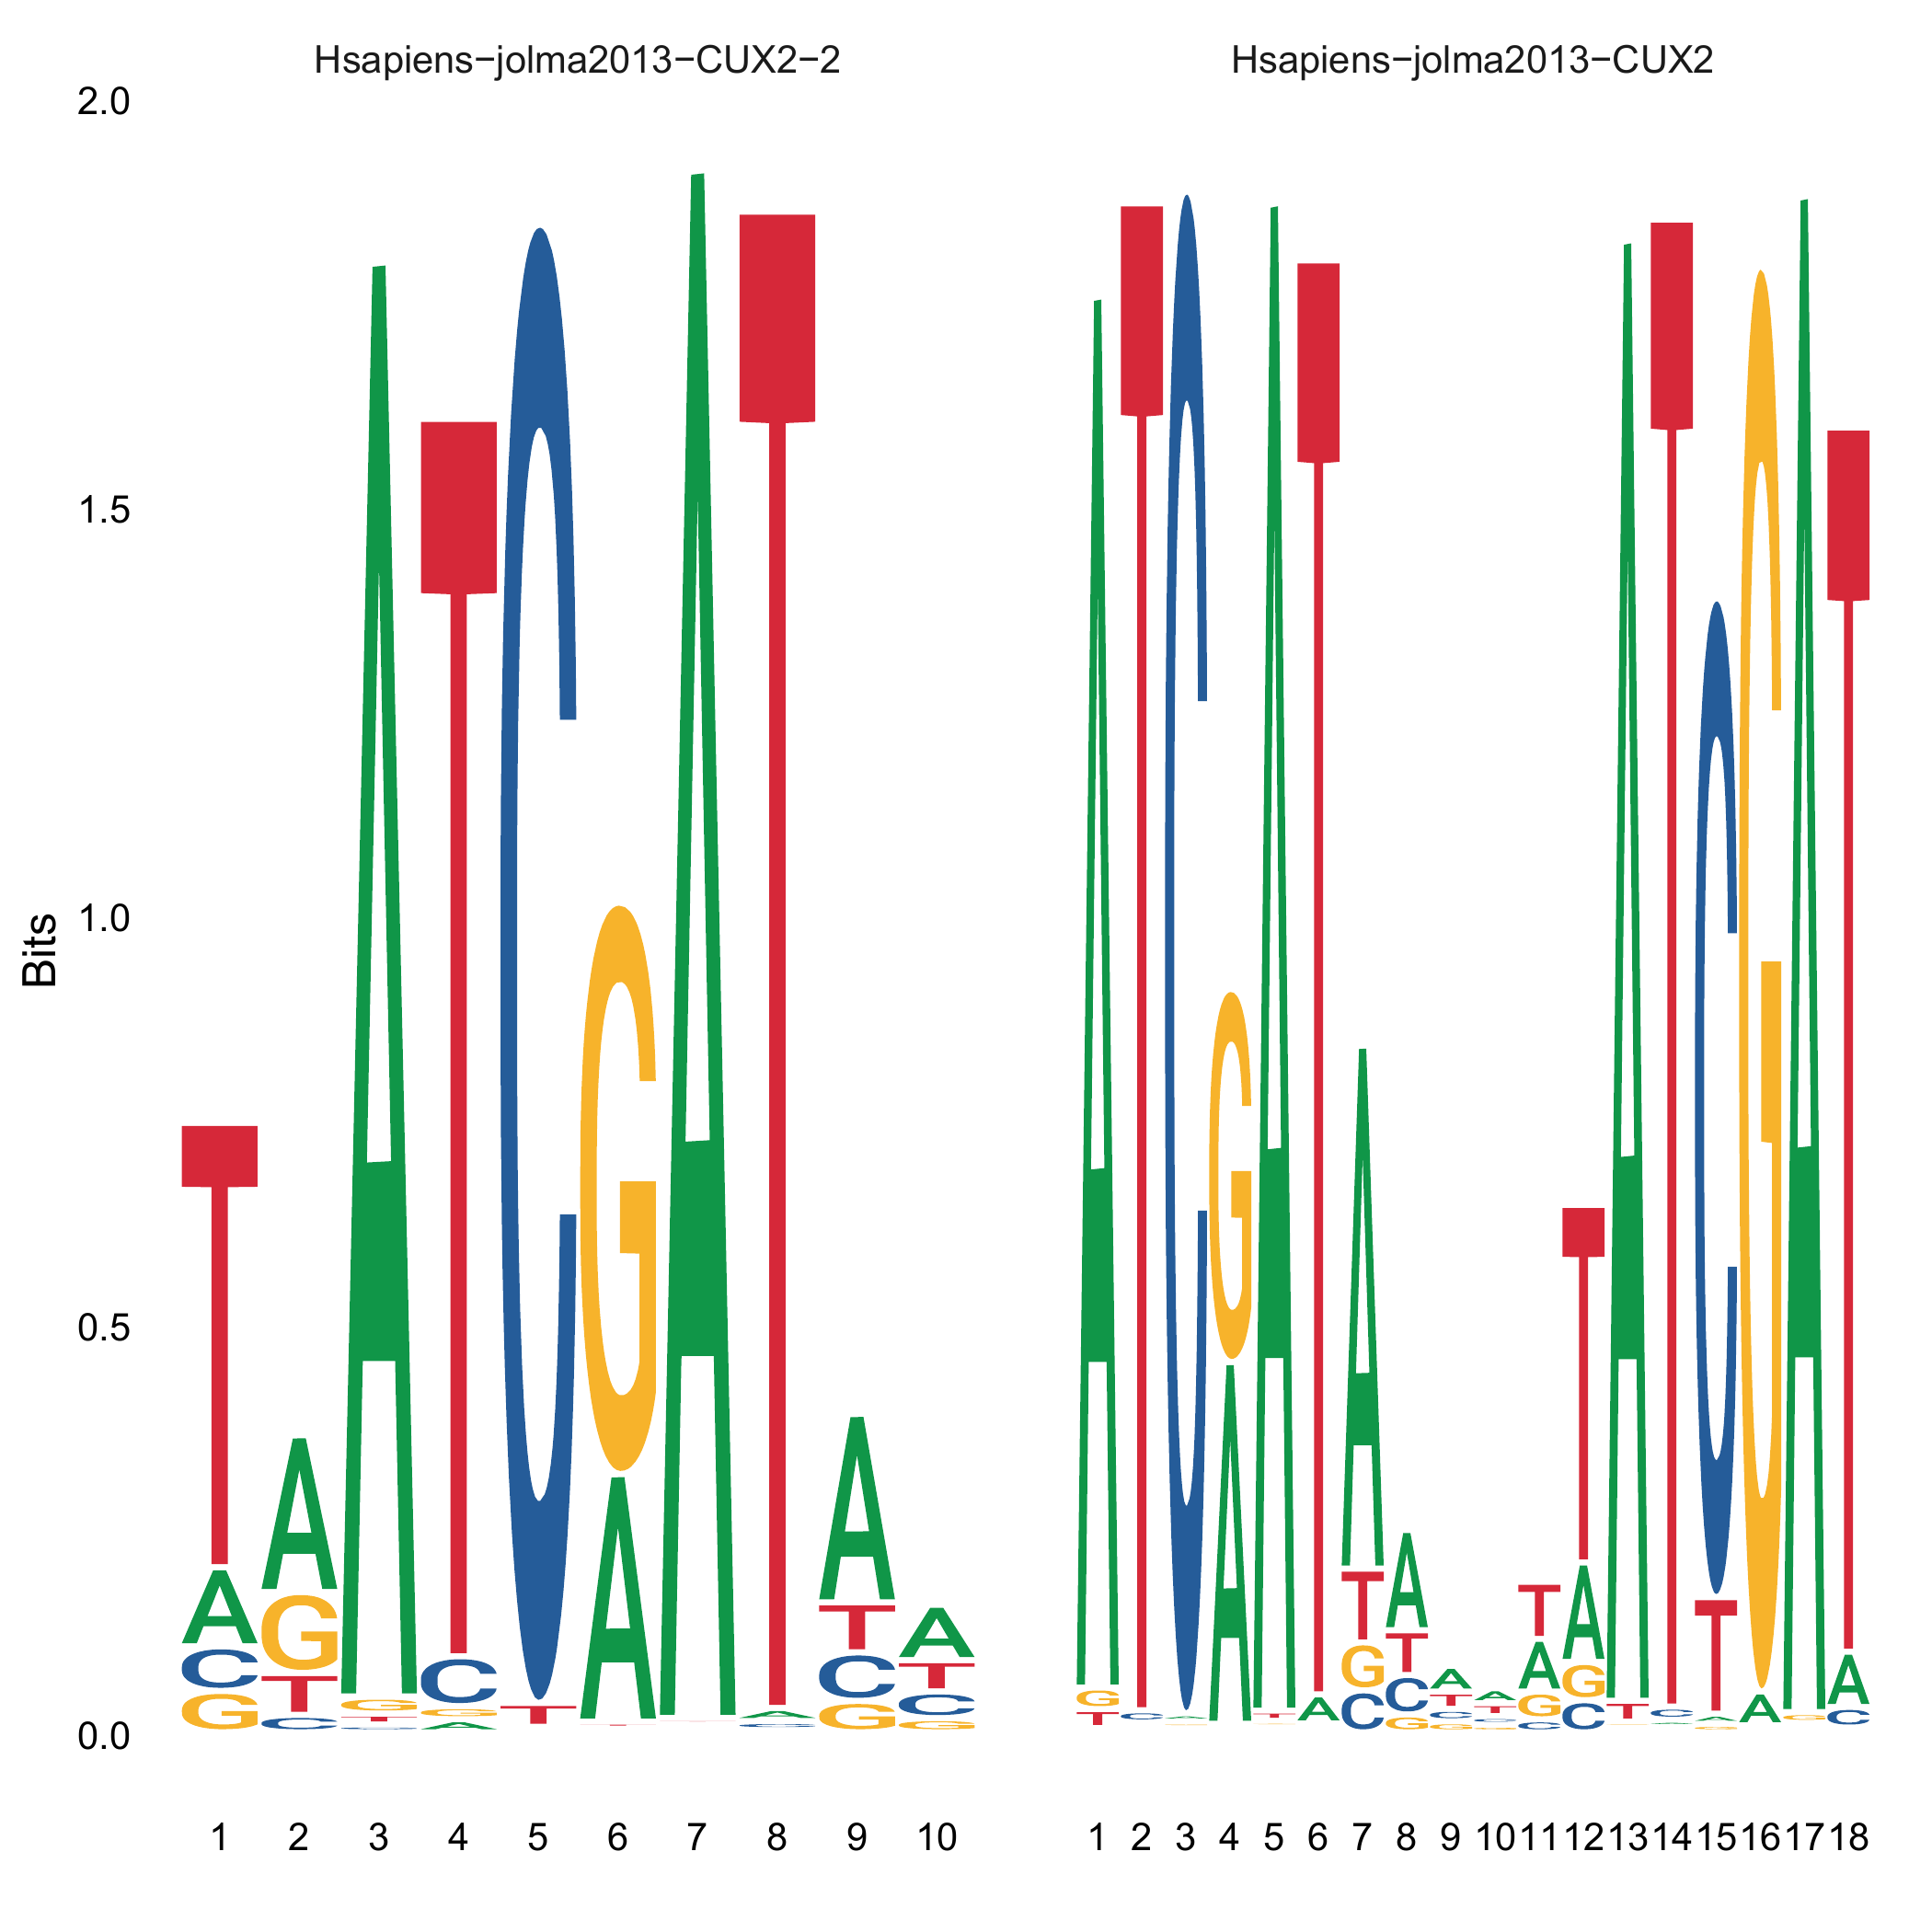 Hsapiens−jolma2013−CUX2−2
Hsapiens−jolma2013−CUX2
2.0
1.5
1.0
0.5
0.0
Bits
T A C G
A G T C
A G T C
T C G A
C T
G A T
A
T A C
A T C G
A T C G
A G T
T C
C A G
G A
A T
T A
A T G C
A T C G
A T C G
A T C G
T A G C
T A G C
A T
T C A
C T A G
G A
A G
T A C
1 2 3 4 5 6 7 8 9 10
1 2 3 4 5 6 7 8 9 10 11 12 13 14 15 16 17 18